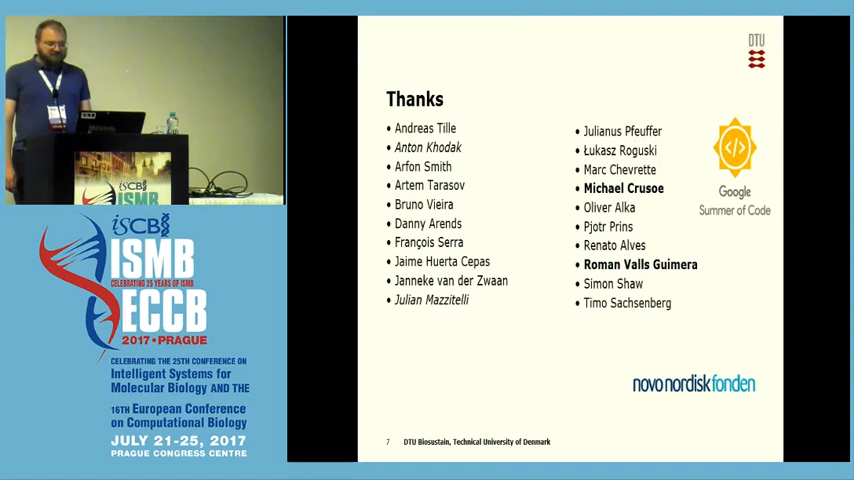 iSCB
ISMB
iSCB
ISMB
CELEBRATING 25 YEARS OF ISMB
ECCB
2017 • PRAGUE
CELEBRATING THE 25TH CONFERENCE ON
Intelligent Systems for
Molecular Biology AND THE
16TH European Conference
on Computational Biology
JULY 21-25, 2017
PRAGUE CONGRESS CENTRE
DTU
Thanks
• Andreas Tille
• Anton Khodak
• Arfon Smith
• Artem Tarasov
• Bruno Vieira
• Danny Arends
• François Serra
• Jaime Huerta Cepas
• Janneke van der Zwaan
• Julian Mazzitelli
• Julianus Pfeuffer
• Łukasz Roguski
• Marc Chevrette
• Michael Crusoe
• Oliver Alka
• Pjotr Prins
• Renato Alves
• Roman Valls Guimera
• Simon Shaw
• Timo Sachsenberg
</>
Google
Summer of Code
novo nordisk fonden
7 DTU Biosustain, Technical University of Denmark